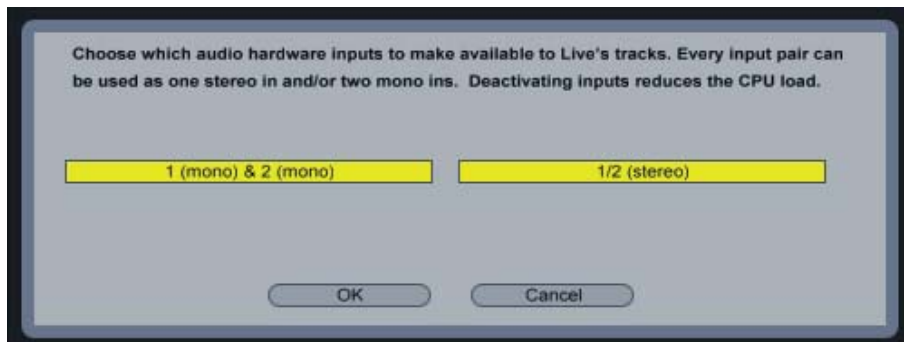 Choose which audio hardware inputs to make available to Live's tracks. Every input pair can
be used as one stereo in and/or two mono ins. Deactivating inputs reduces the CPU load.
1 (mono) & 2 (mono)
1/2 (stereo)
OK
Cancel